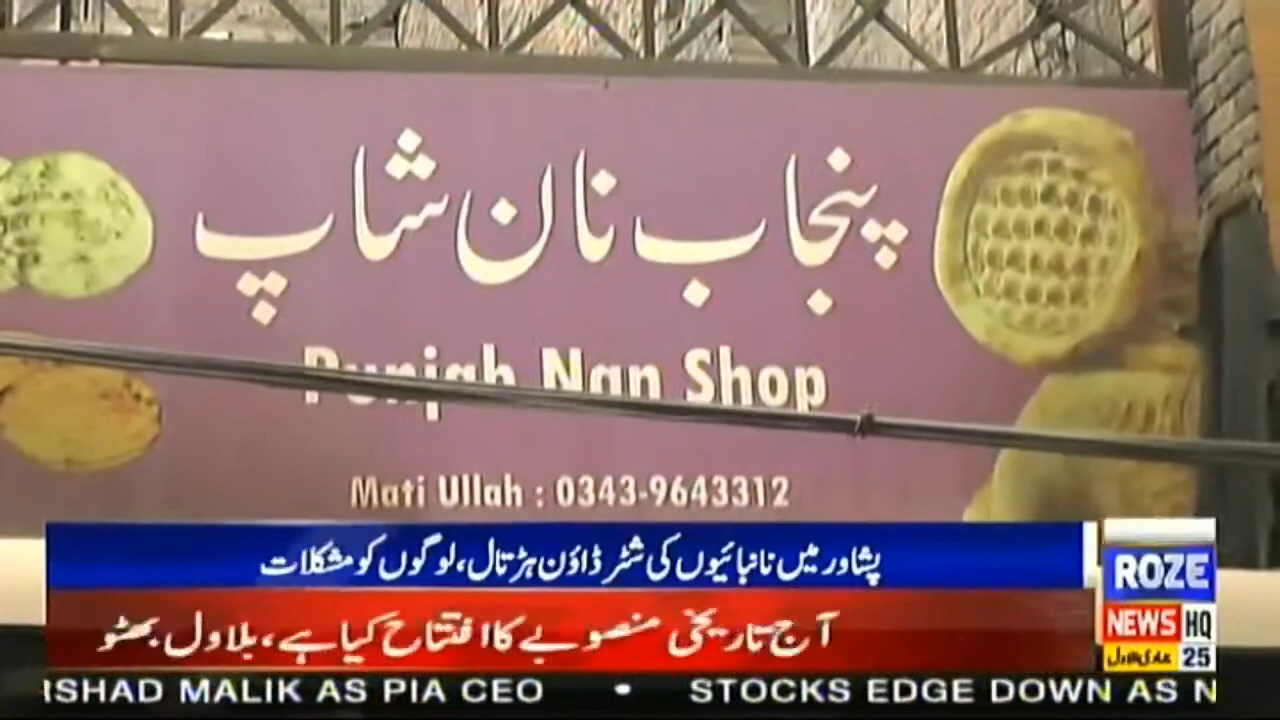 پنجاب نان شاپ
Punjab Nan Shop
Mati Ullah : 0343-9643312
پشاور میں نانبائیوں کی شٹر ڈاؤن ہڑتال، لوگوں کو مشکلات
آج تاریخی منصوبے کا افتتاح کیا ہے، بلاول بھٹو
ROZE
NEWS HQ
25
SHAD MALIK AS PIA CEO • STOCKS EDGE DOWN AS N